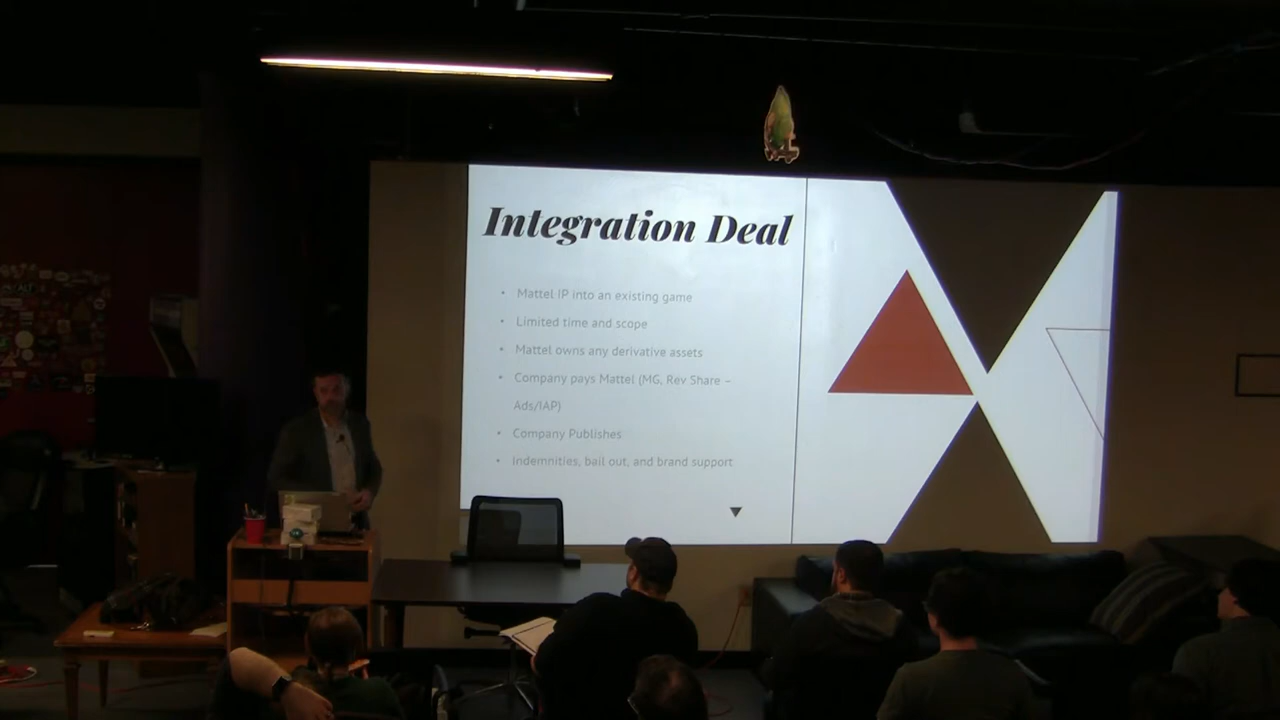 Integration Deal
• Mattel IP into an existing game
• Limited time and scope
• Mattel owns any derivative assets
• Company pays Mattel (MG, Rev Share –
Ads/IAP)
• Company Publishes
• Indemnities, bail out, and brand support